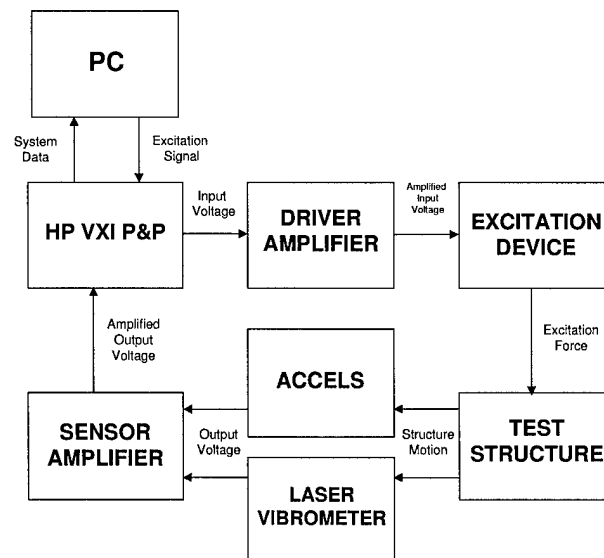 PC
System
Data
Excitation
Signal
HP VXI P&P
Input
Voltage
DRIVER
AMPLIFIER
Amplified
Input
Voltage
EXCITATION
DEVICE
Amplified
Output
Voltage
Excitation
Force
ACCELS
SENSOR
AMPLIFIER
Output
Voltage
Structure
Motion
TEST
STRUCTURE
LASER
VIBROMETER